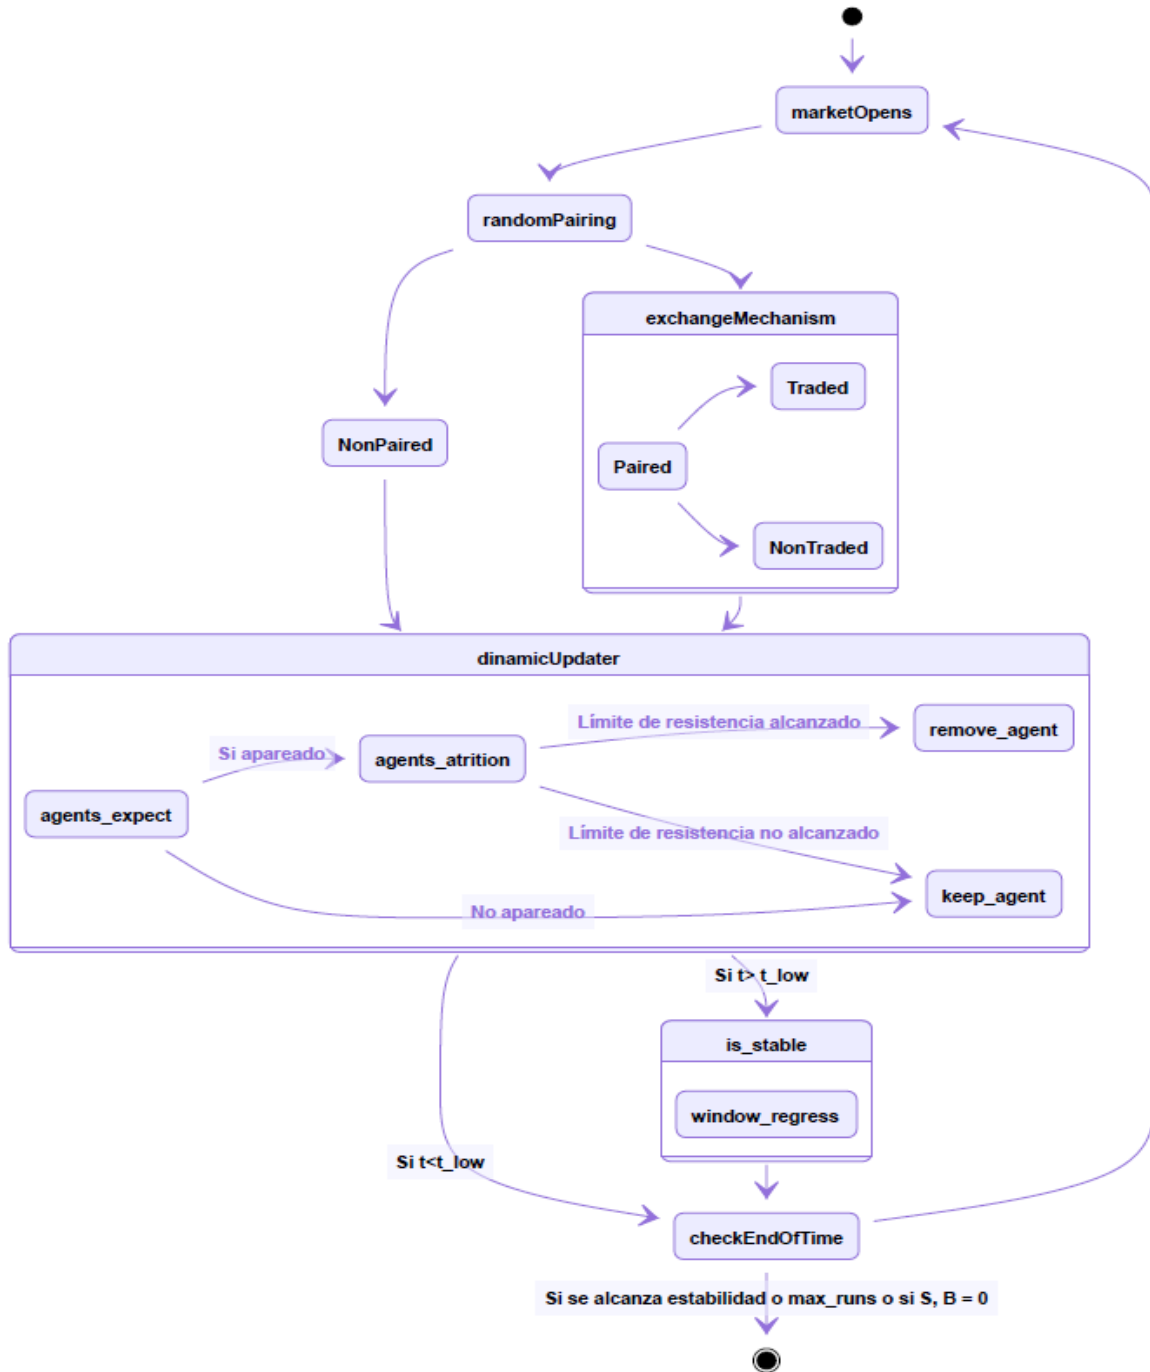 marketOpens
randomPairing
exchangeMechanism
Traded
NonPaired
Paired
NonTraded
dinamicUpdater
Límite de resistencia alcanzado
remove_agent
Si apareado
agents_atrition
agents_expect
Límite de resistencia no alcanzado
keep_agent
No apareado
Si t> t_low
is_stable
window_regress
Si t<t_low
checkEndOfTime
Si se alcanza estabilidad o max_runs o si S, B = 0